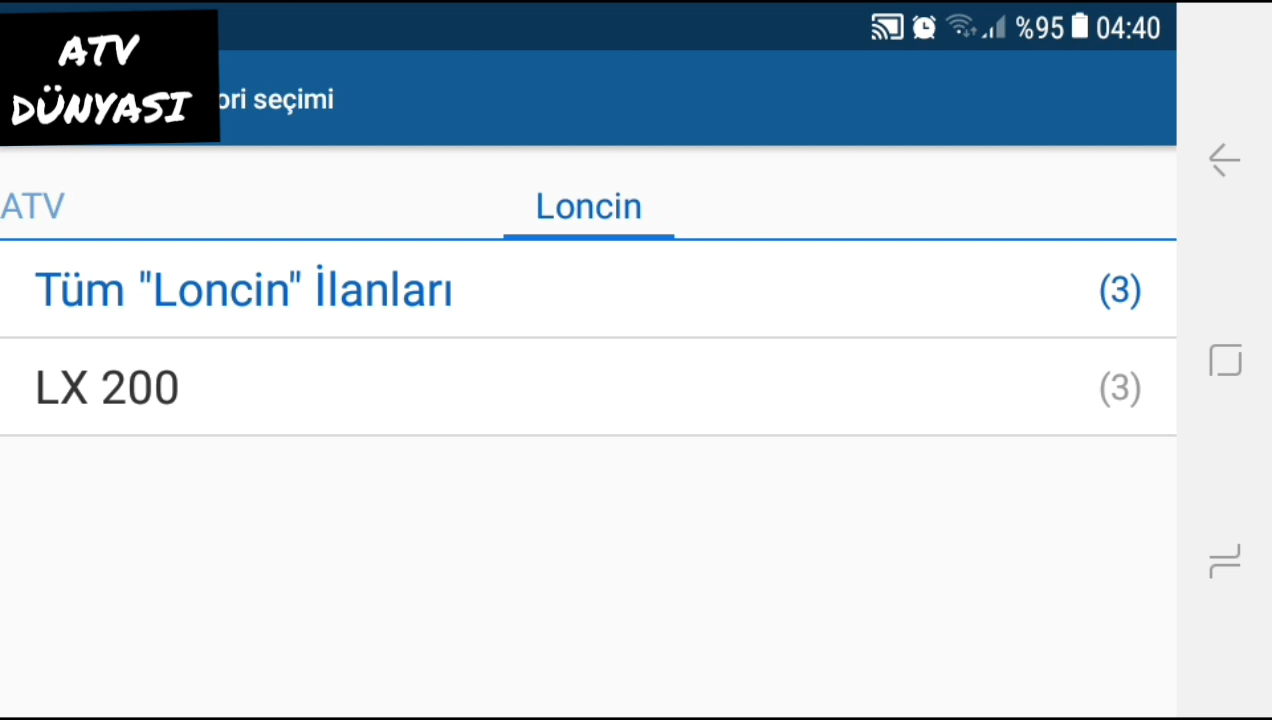 ATV
DÜNYASI
%95 04:40
ori seçimi
ATV
Loncin
Tüm "Loncin" İlanları
(3)
LX 200
(3)